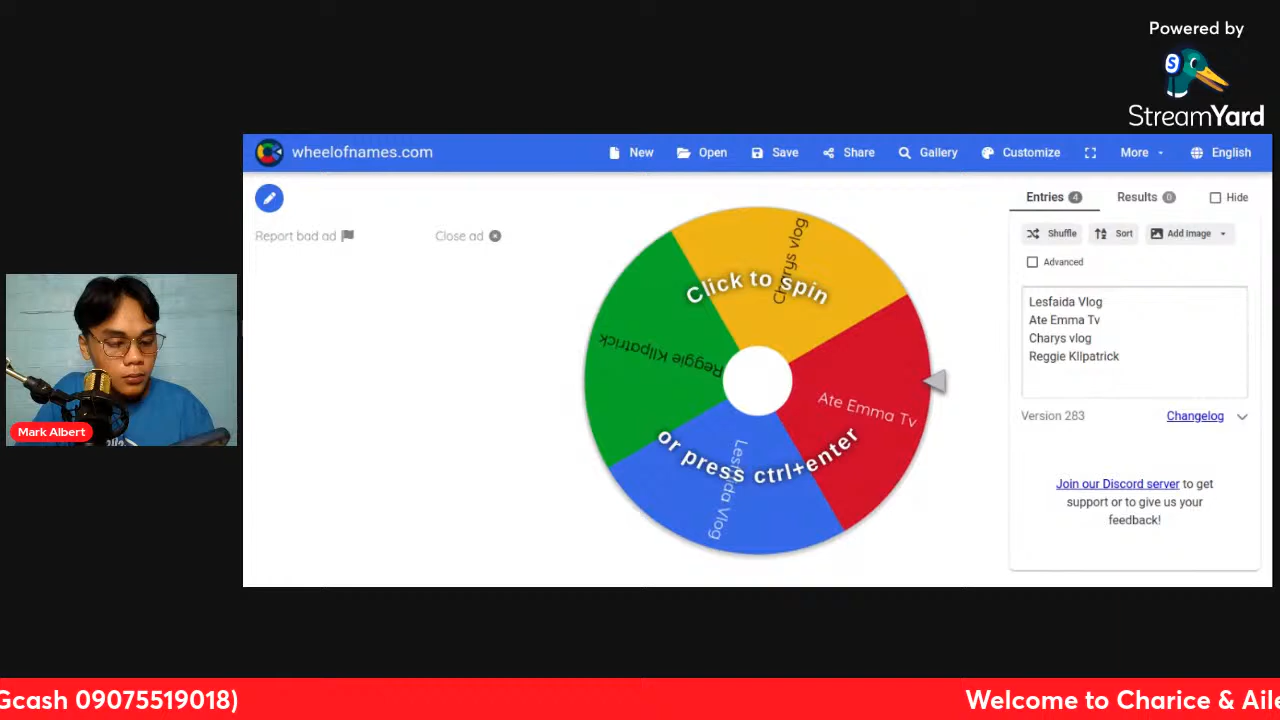 Powered by
StreamYard
wheelofnames.com
New
Open
Save
Share
Gallery
Customize
More
English
Report bad ad
Close ad
Entries 4
Results 0
Hide
Shuffle
Sort
Add Image
Advanced
Lesfaida Vlog
Ate Emma Tv
Charys vlog
Reggie KIlpatrick
Version 283
Changelog
Join our Discord server to get
support or to give us your
feedback!
Charys vlog
Click to spin
Reggie KIlpatrick
Ate Emma Tv
or press ctrl+enter
Lesfaida Vlog
Mark Albert
Gcash 09075519018)
Welcome to Charice & Aile